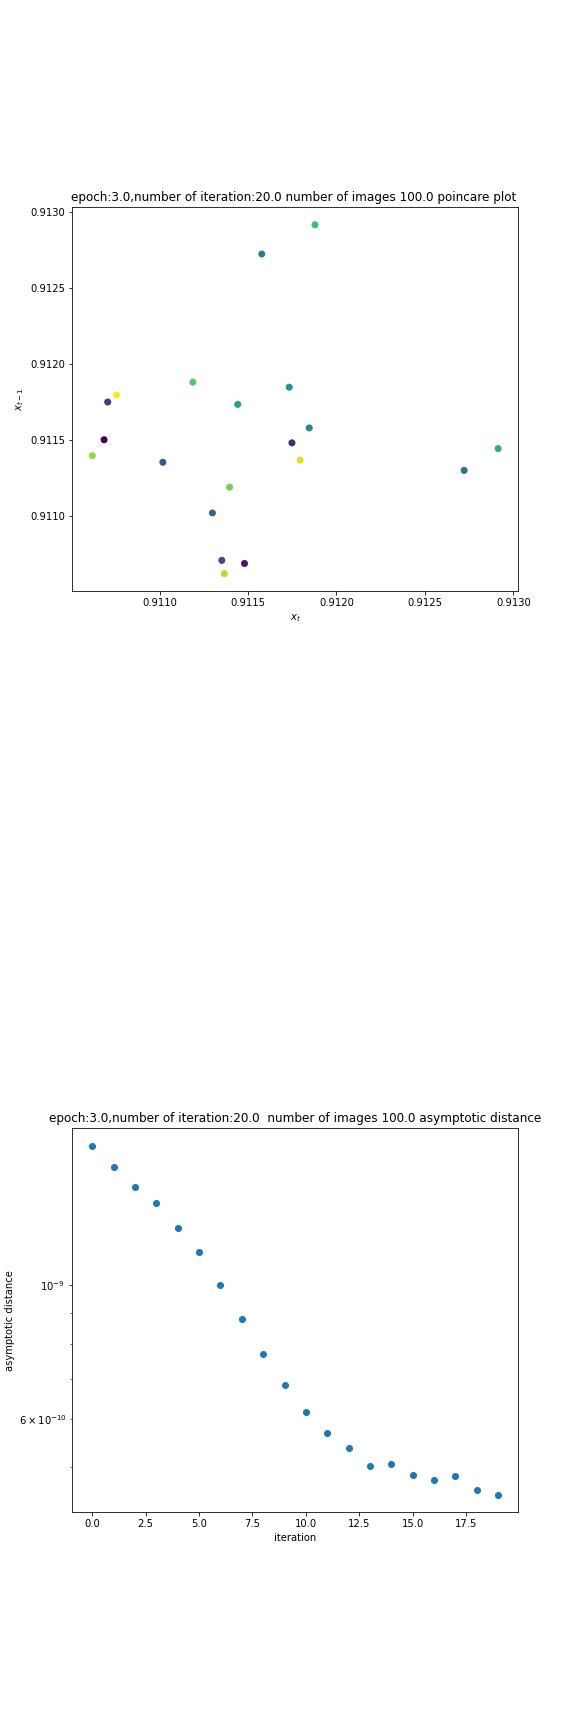 epoch:3.0,number of iteration:20.0 number of images 100.0 poincare plot
0.9130
0.9125
0.9120
0.9115
0.9110
x_{t-1}
0.9110 0.9115 0.9120 0.9125 0.9130
x_t
epoch:3.0,number of iteration:20.0  number of images 100.0 asymptotic distance
10⁻⁹
6 × 10⁻¹⁰
asymptotic distance
0.0 2.5 5.0 7.5 10.0 12.5 15.0 17.5
iteration